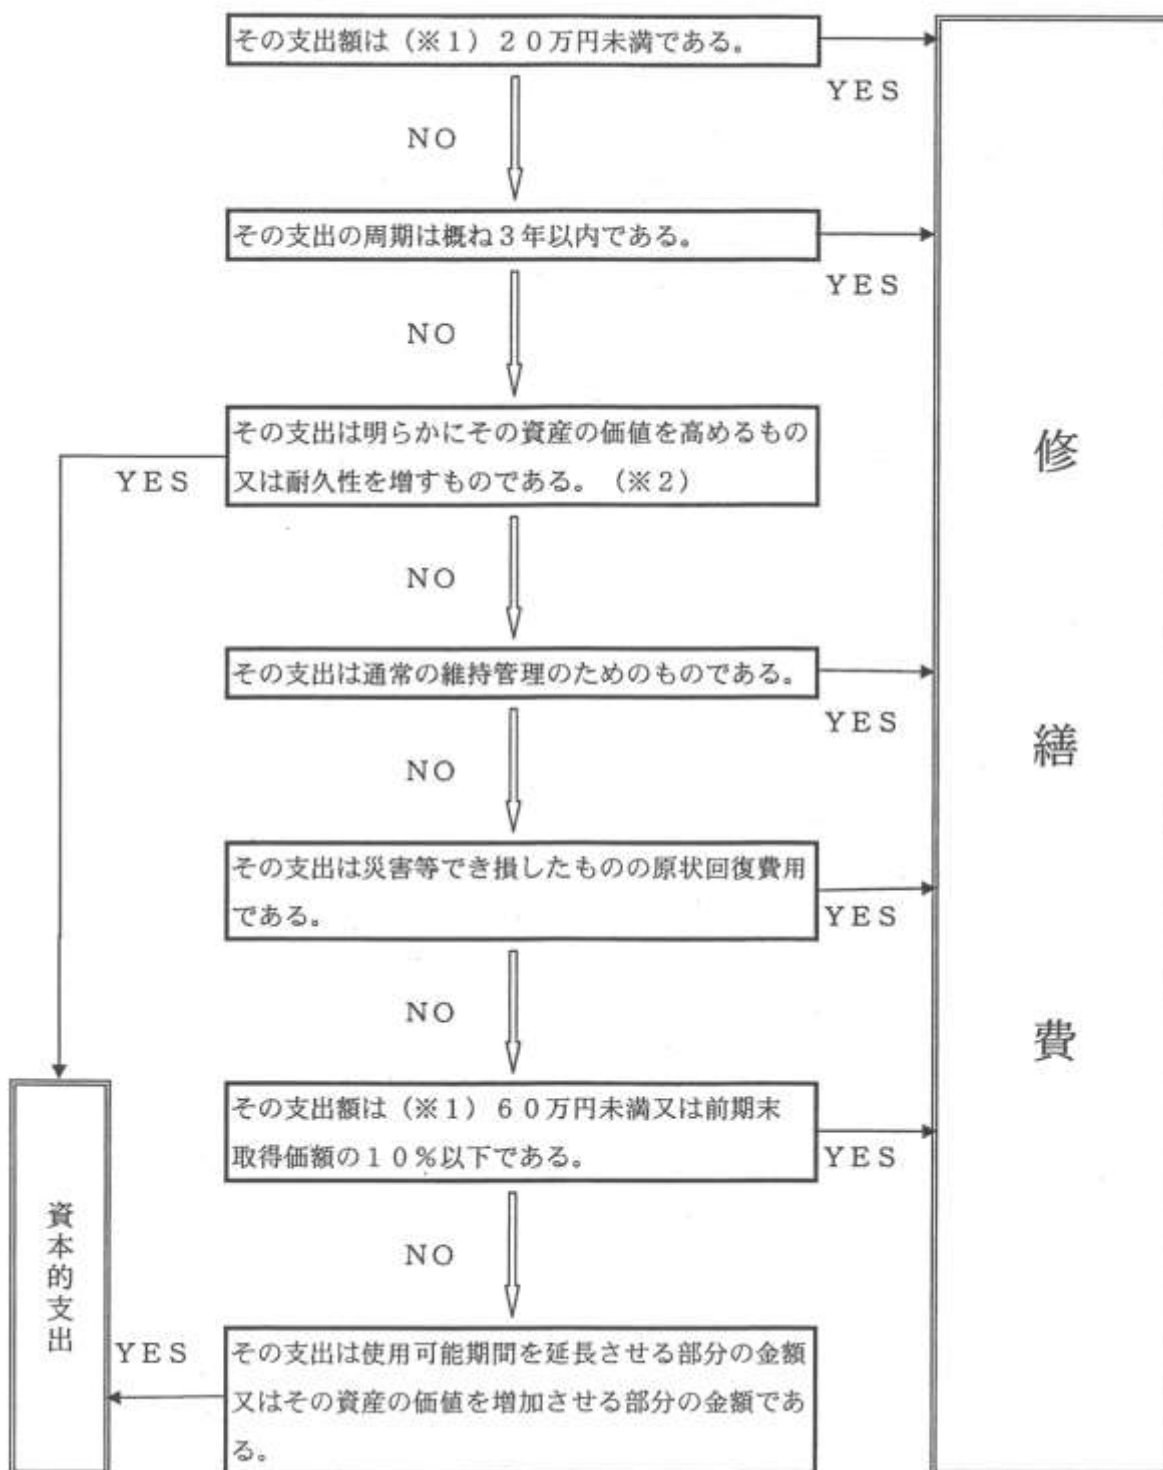 その支出額は（※１）２０万円未満である。
ＹＥＳ
ＮＯ
その支出の周期は概ね３年以内である。
ＹＥＳ
ＮＯ
その支出は明らかにその資産の価値を高めるもの
又は耐久性を増すものである。（※２）
ＹＥＳ
ＮＯ
その支出は通常の維持管理のためのものである。
ＹＥＳ
ＮＯ
その支出は災害等でき損したものの原状回復費用
である。
ＹＥＳ
ＮＯ
その支出額は（※１）６０万円未満又は前期末
取得価額の１０％以下である。
ＹＥＳ
ＮＯ
その支出は使用可能期間を延長させる部分の金額
又はその資産の価値を増加させる部分の金額であ
る。
ＹＥＳ
資本的支出
修繕費